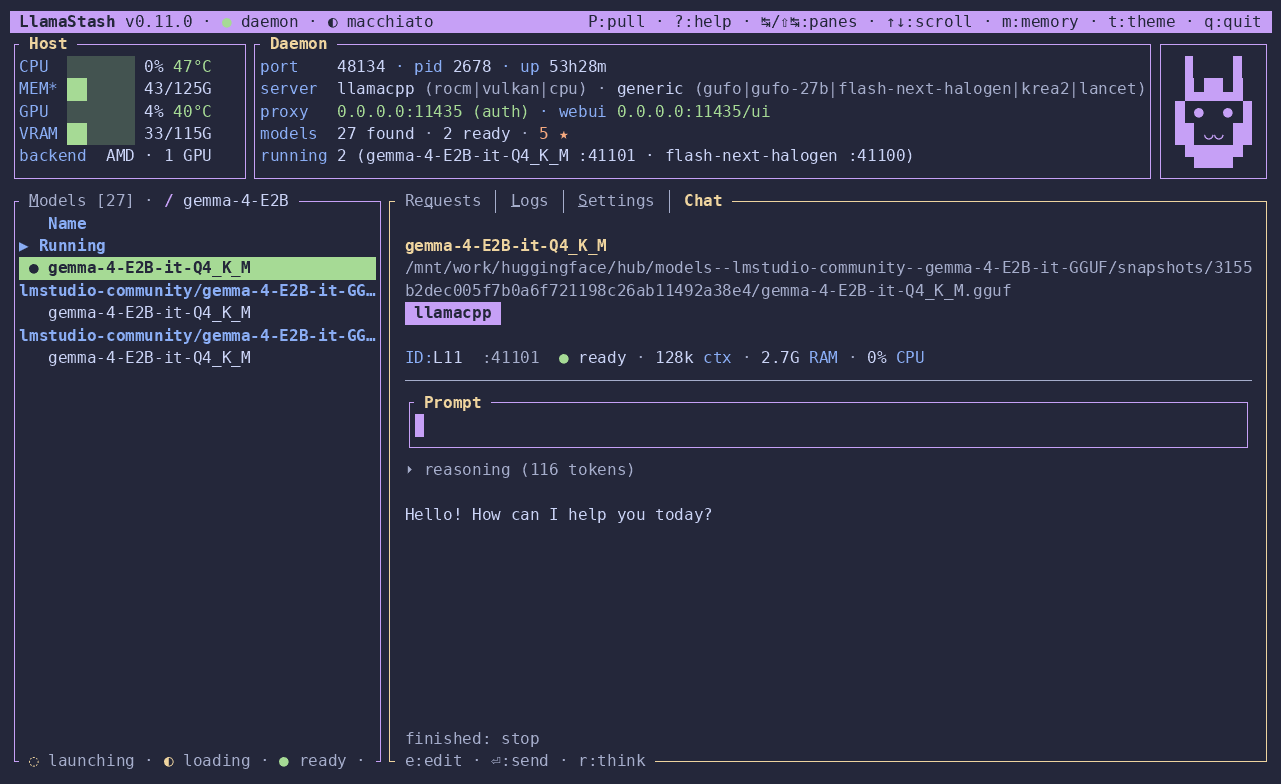 LlamaStash v0.11.0 · ● daemon · ◐ macchiato P:pull · ?:help · ↹/⇧↹:panes · ↑↓:scroll · m:memory · t:theme · q:quit
Host
CPU 0% 47°C
MEM* 43/125G
GPU 4% 40°C
VRAM 33/115G
backend AMD · 1 GPU
Daemon
port 48134 · pid 2678 · up 53h28m
server llamacpp (rocm|vulkan|cpu) · generic (gufo|gufo-27b|flash-next-halogen|krea2|lancet)
proxy 0.0.0.0:11435 (auth) · webui 0.0.0.0:11435/ui
models 27 found · 2 ready · 5 ★
running 2 (gemma-4-E2B-it-Q4_K_M :41101 · flash-next-halogen :41100)
Models [27] · / gemma-4-E2B
Name
▶ Running
● gemma-4-E2B-it-Q4_K_M
lmstudio-community/gemma-4-E2B-it-GG…
gemma-4-E2B-it-Q4_K_M
lmstudio-community/gemma-4-E2B-it-GG…
gemma-4-E2B-it-Q4_K_M
◌ launching · ◐ loading · ● ready ·
Requests │ Logs │ Settings │ Chat
gemma-4-E2B-it-Q4_K_M
/mnt/work/huggingface/hub/models--lmstudio-community--gemma-4-E2B-it-GGUF/snapshots/3155
b2dec005f7b0a6f721198c26ab11492a38e4/gemma-4-E2B-it-Q4_K_M.gguf
llamacpp
ID:L11 :41101 ● ready · 128k ctx · 2.7G RAM · 0% CPU
Prompt
▸ reasoning (116 tokens)
Hello! How can I help you today?
finished: stop
e:edit · ⏎:send · r:think